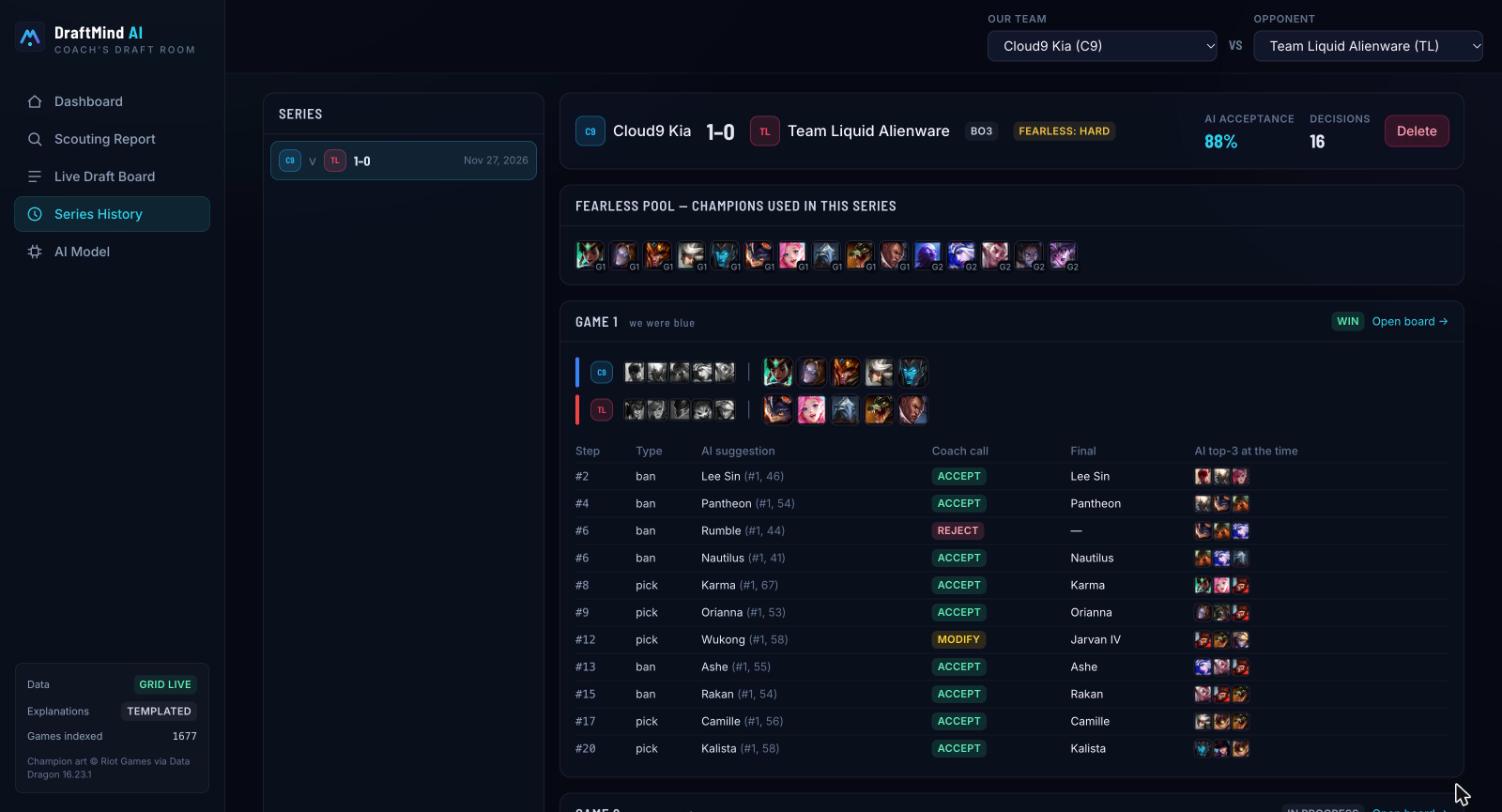 DraftMind AI
COACH'S DRAFT ROOM
Dashboard
Scouting Report
Live Draft Board
Series History
AI Model
Data GRID LIVE
Explanations TEMPLATED
Games indexed 1677
Champion art © Riot Games via Data
Dragon 16.23.1
OUR TEAM
Cloud9 Kia (C9)
VS
OPPONENT
Team Liquid Alienware (TL)
SERIES
C9 v TL 1-0 Nov 27, 2026
C9 Cloud9 Kia 1–0 TL Team Liquid Alienware BO3 FEARLESS: HARD
AI ACCEPTANCE
88%
DECISIONS
16
Delete
FEARLESS POOL — CHAMPIONS USED IN THIS SERIES
G1 G1 G1 G1 G1 G1 G1 G1 G1 G1 G2 G2 G2 G2 G2
GAME 1 we were blue WIN Open board →
C9
TL
Step Type AI suggestion Coach call Final AI top-3 at the time
#2 ban Lee Sin (#1, 46) ACCEPT Lee Sin
#4 ban Pantheon (#1, 54) ACCEPT Pantheon
#6 ban Rumble (#1, 44) REJECT —
#6 ban Nautilus (#1, 41) ACCEPT Nautilus
#8 pick Karma (#1, 67) ACCEPT Karma
#9 pick Orianna (#1, 53) ACCEPT Orianna
#12 pick Wukong (#1, 58) MODIFY Jarvan IV
#13 ban Ashe (#1, 55) ACCEPT Ashe
#15 ban Rakan (#1, 54) ACCEPT Rakan
#17 pick Camille (#1, 56) ACCEPT Camille
#20 pick Kalista (#1, 58) ACCEPT Kalista
IN PROGRESS Open board